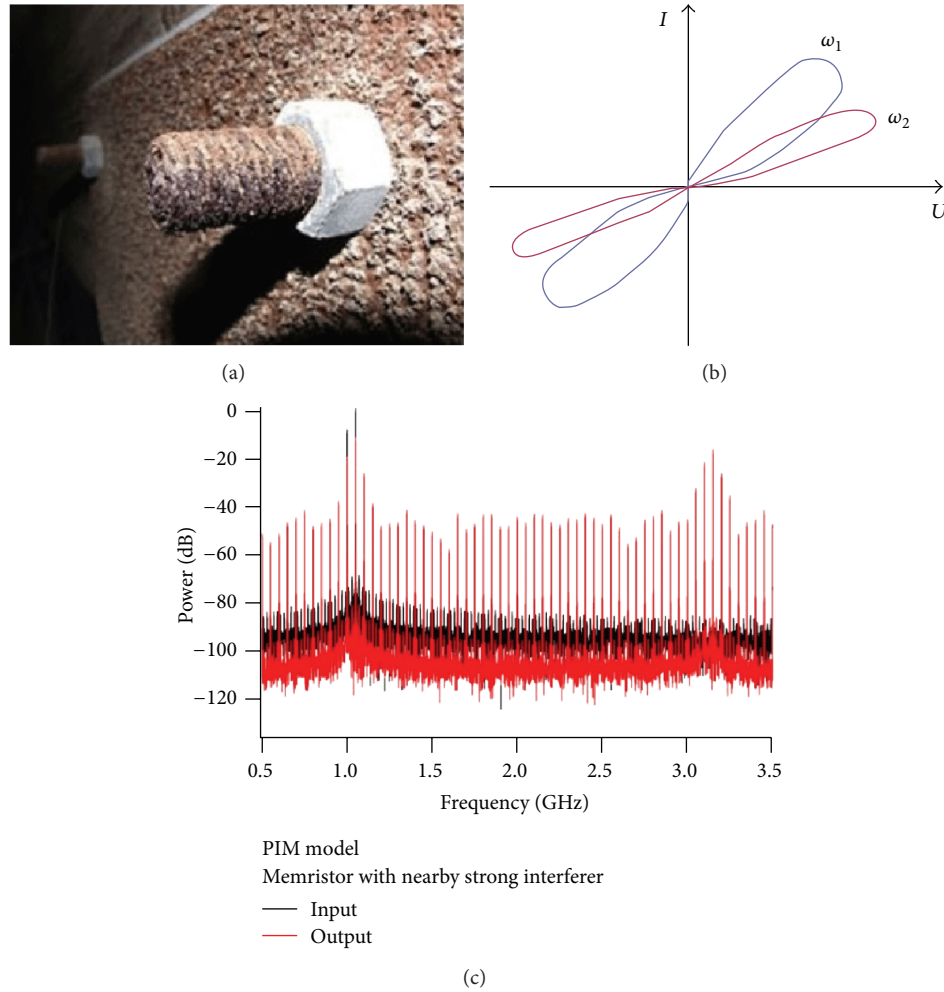 I
ω1
ω2
U
(a)
(b)
0
−20
−40
−60
−80
−100
−120
Power (dB)
0.5 1.0 1.5 2.0 2.5 3.0 3.5
Frequency (GHz)
PIM model
Memristor with nearby strong interferer
Input
Output
(c)